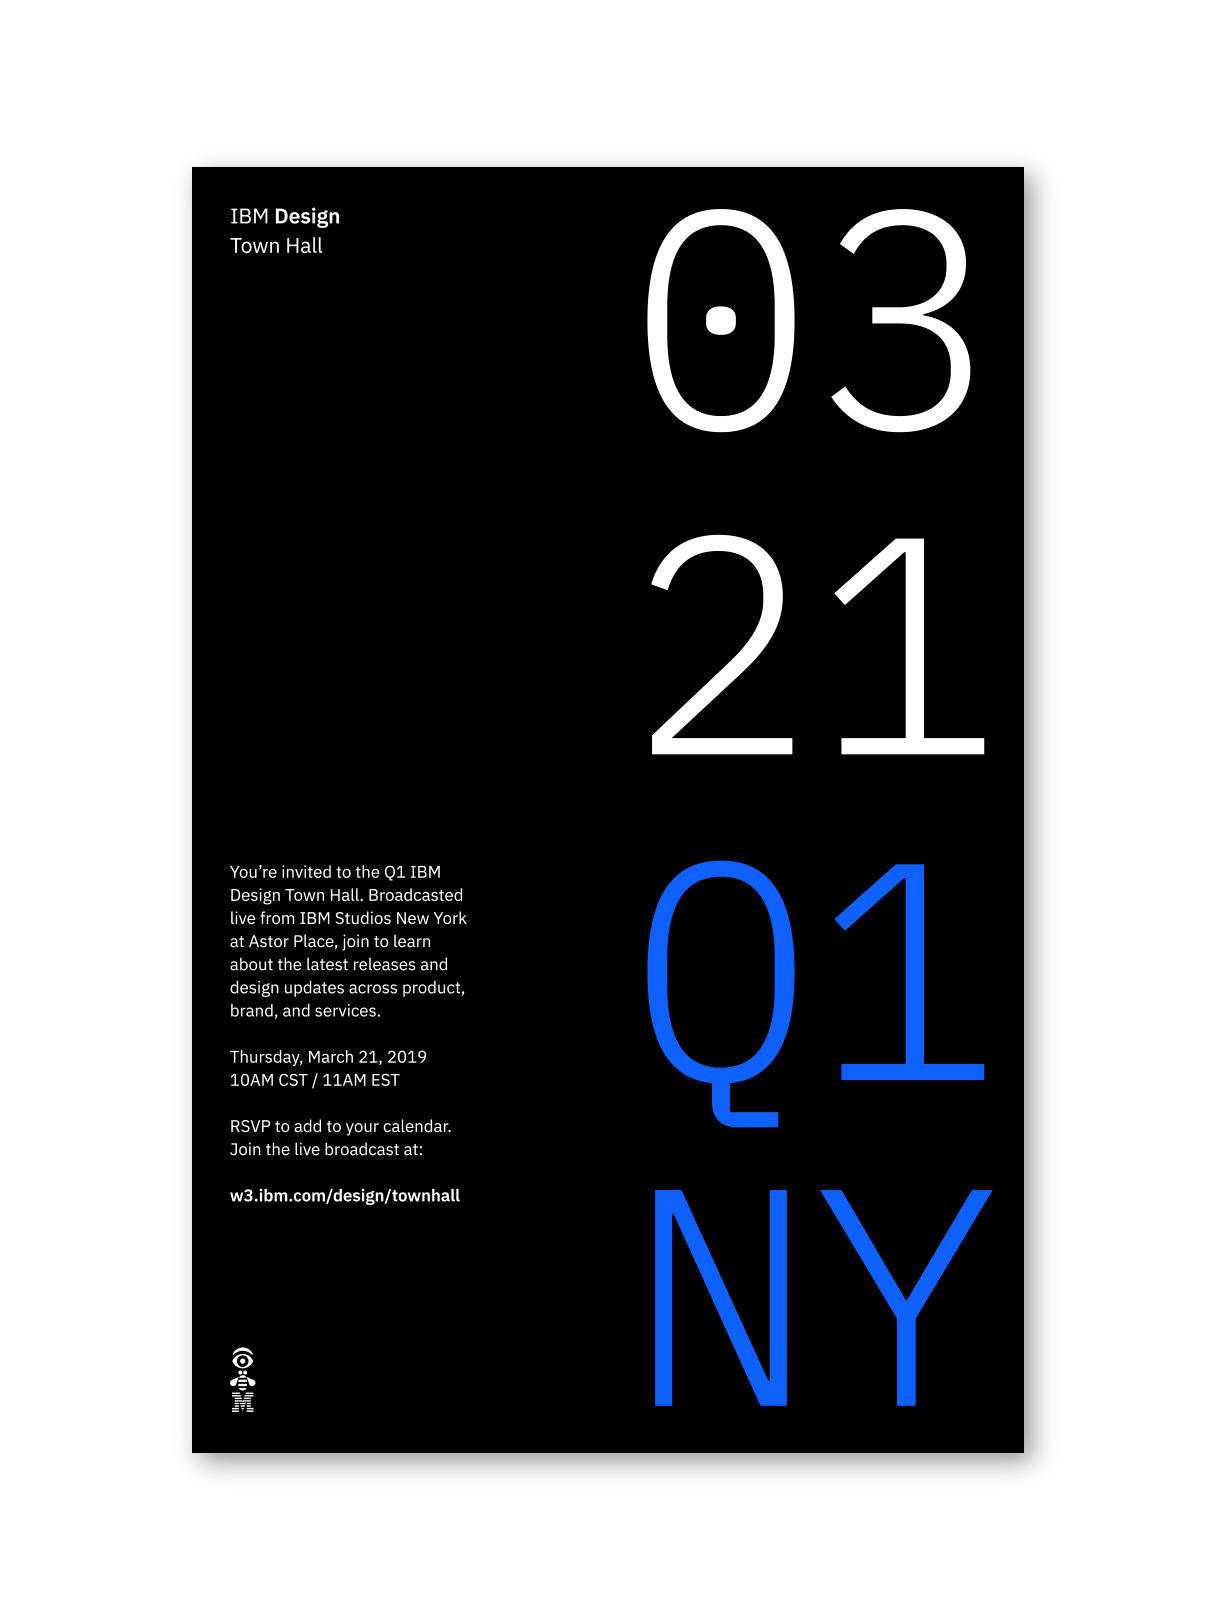 IBM Design
Town Hall
03
21
Q1
NY
You’re invited to the Q1 IBM
Design Town Hall. Broadcasted
live from IBM Studios New York
at Astor Place, join to learn
about the latest releases and
design updates across product,
brand, and services.
Thursday, March 21, 2019
10AM CST / 11AM EST
RSVP to add to your calendar.
Join the live broadcast at:
w3.ibm.com/design/townhall
M